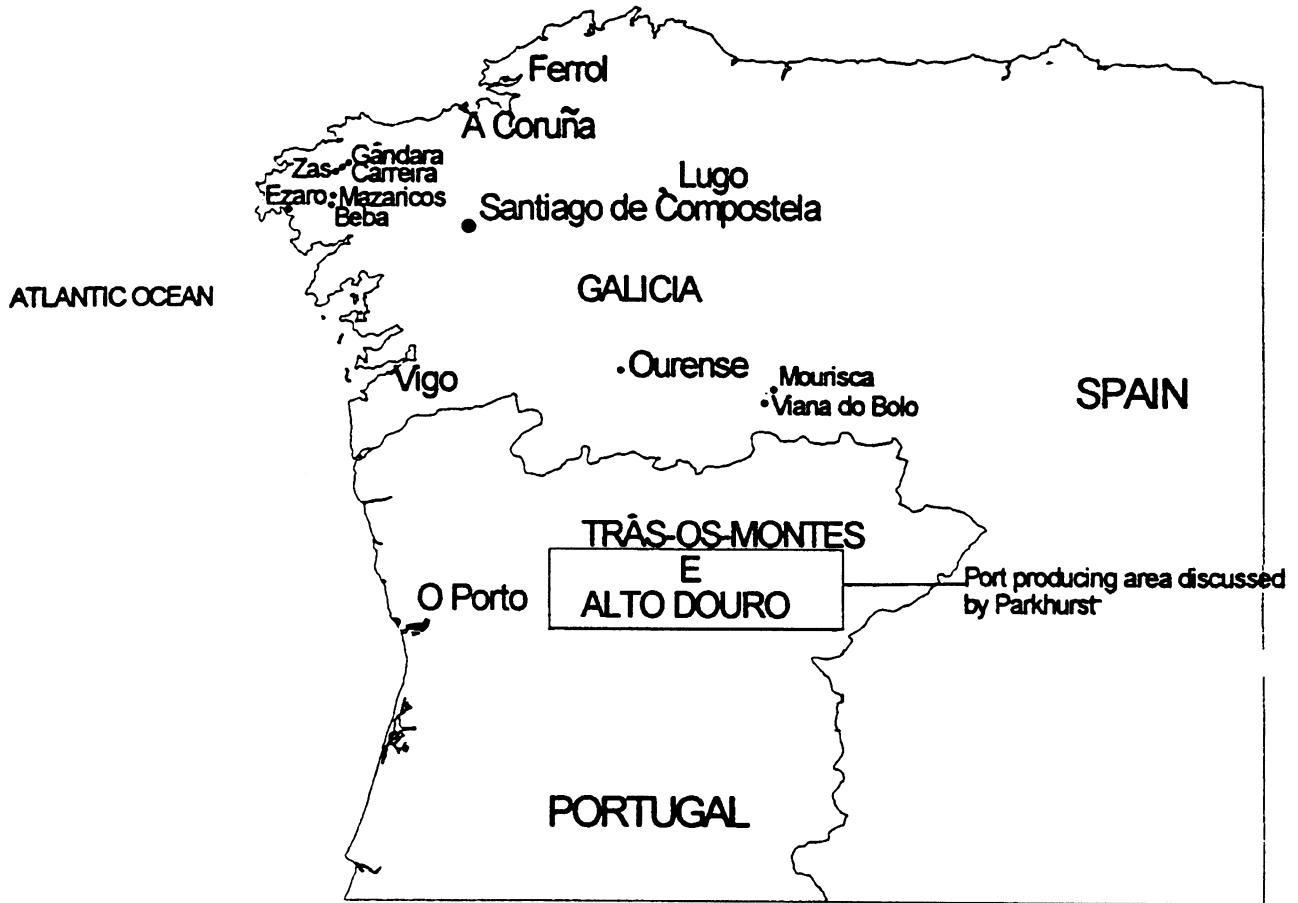 Ferrol
A Coruña
Gândara
Zas
Carreira
Ezaro
Mazaricos
Beba
Lugo
Santiago de Compostela
ATLANTIC OCEAN
GALICIA
Ourense
Vigo
Mourisca
Viana do Bolo
SPAIN
TRÁS-OS-MONTES
E
ALTO DOURO
O Porto
Port producing area discussed
by Parkhurst
PORTUGAL